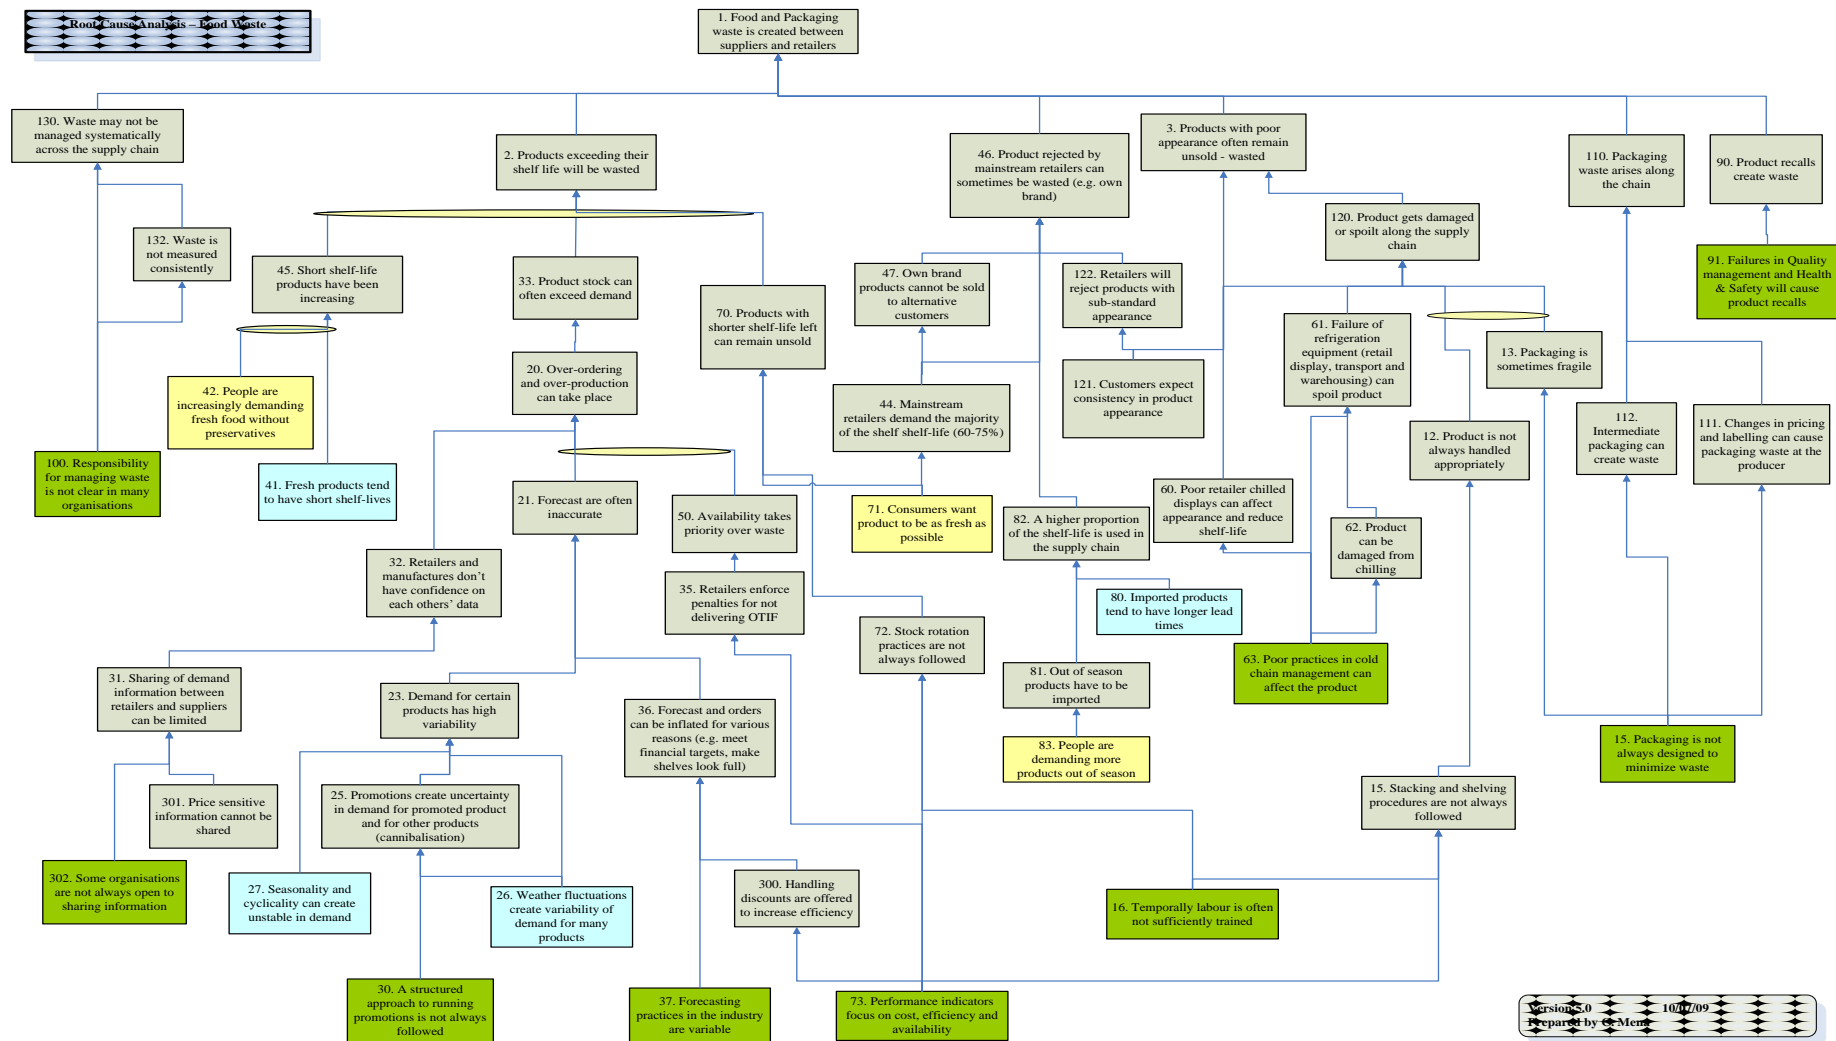 Root Cause Analysis – Food Waste
1. Food and Packaging
waste is created between
suppliers and retailers
130. Waste may not be
managed systematically
across the supply chain
2. Products exceeding their
shelf life will be wasted
46. Product rejected by
mainstream retailers can
sometimes be wasted (e.g. own
brand)
3. Products with poor
appearance often remain
unsold - wasted
110. Packaging
waste arises along
the chain
90. Product recalls
create waste
132. Waste is
not measured
consistently
45. Short shelf-life
products have been
increasing
33. Product stock can
often exceed demand
70. Products with
shorter shelf-life left
can remain unsold
47. Own brand
products cannot be sold
to alternative
customers
122. Retailers will
reject products with
sub-standard
appearance
120. Product gets damaged
or spoilt along the supply
chain
91. Failures in Quality
management and Health
& Safety will cause
product recalls
61. Failure of
refrigeration
equipment (retail
display, transport and
warehousing) can
spoil product
13. Packaging is
sometimes fragile
42. People are
increasingly demanding
fresh food without
preservatives
20. Over-ordering
and over-production
can take place
44. Mainstream
retailers demand the majority
of the shelf shelf-life (60-75%)
121. Customers expect
consistency in product
appearance
12. Product is not
always handled
appropriately
112.
Intermediate
packaging can
create waste
111. Changes in pricing
and labelling can cause
packaging waste at the
producer
100. Responsibility
for managing waste
is not clear in many
organisations
41. Fresh products tend
to have short shelf-lives
21. Forecast are often
inaccurate
50. Availability takes
priority over waste
71. Consumers want
product to be as fresh as
possible
82. A higher proportion
of the shelf-life is used in
the supply chain
60. Poor retailer chilled
displays can affect
appearance and reduce
shelf-life
62. Product
can be
damaged from
chilling
32. Retailers and
manufactures don’t
have confidence on
each others’ data
35. Retailers enforce
penalties for not
delivering OTIF
80. Imported products
tend to have longer lead
times
72. Stock rotation
practices are not
always followed
63. Poor practices in cold
chain management can
affect the product
31. Sharing of demand
information between
retailers and suppliers
can be limited
23. Demand for certain
products has high
variability
36. Forecast and orders
can be inflated for various
reasons (e.g. meet
financial targets, make
shelves look full)
81. Out of season
products have to be
imported
83. People are
demanding more
products out of season
15. Packaging is not
always designed to
minimize waste
301. Price sensitive
information cannot be
shared
25. Promotions create uncertainty
in demand for promoted product
and for other products
(cannibalisation)
15. Stacking and shelving
procedures are not always
followed
302. Some organisations
are not always open to
sharing information
27. Seasonality and
cyclicality can create
unstable in demand
26. Weather fluctuations
create variability of
demand for many
products
300. Handling
discounts are offered
to increase efficiency
16. Temporally labour is often
not sufficiently trained
30. A structured
approach to running
promotions is not always
followed
37. Forecasting
practices in the industry
are variable
73. Performance indicators
focus on cost, efficiency and
availability
Version 5.0 10/07/09
Prepared by C. Mena